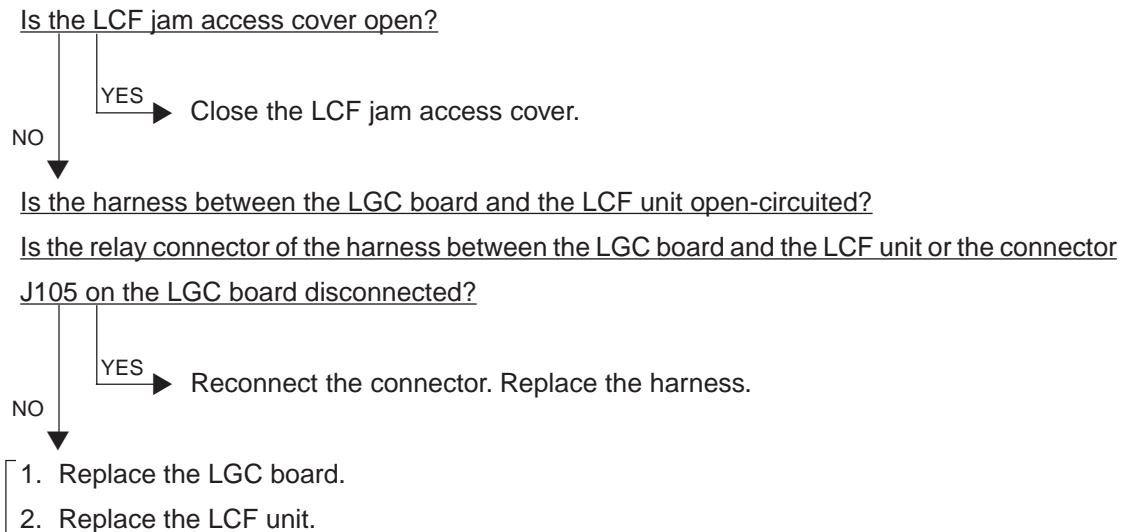 Is the LCF jam access cover open?
YES
Close the LCF jam access cover.
NO
Is the harness between the LGC board and the LCF unit open-circuited?
Is the relay connector of the harness between the LGC board and the LCF unit or the connector
J105 on the LGC board disconnected?
YES
Reconnect the connector. Replace the harness.
NO
1. Replace the LGC board.
2. Replace the LCF unit.